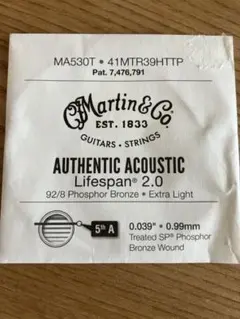 MA530T • 41MTR39HTTP
Pat. 7,476,791
C.F. Martin & Co.
EST. 1833
GUITARS • STRINGS
AUTHENTIC ACOUSTIC
Lifespan® 2.0
92/8 Phosphor Bronze • Extra Light
5th A
0.039" • 0.99mm
Treated SP® Phosphor
Bronze Wound